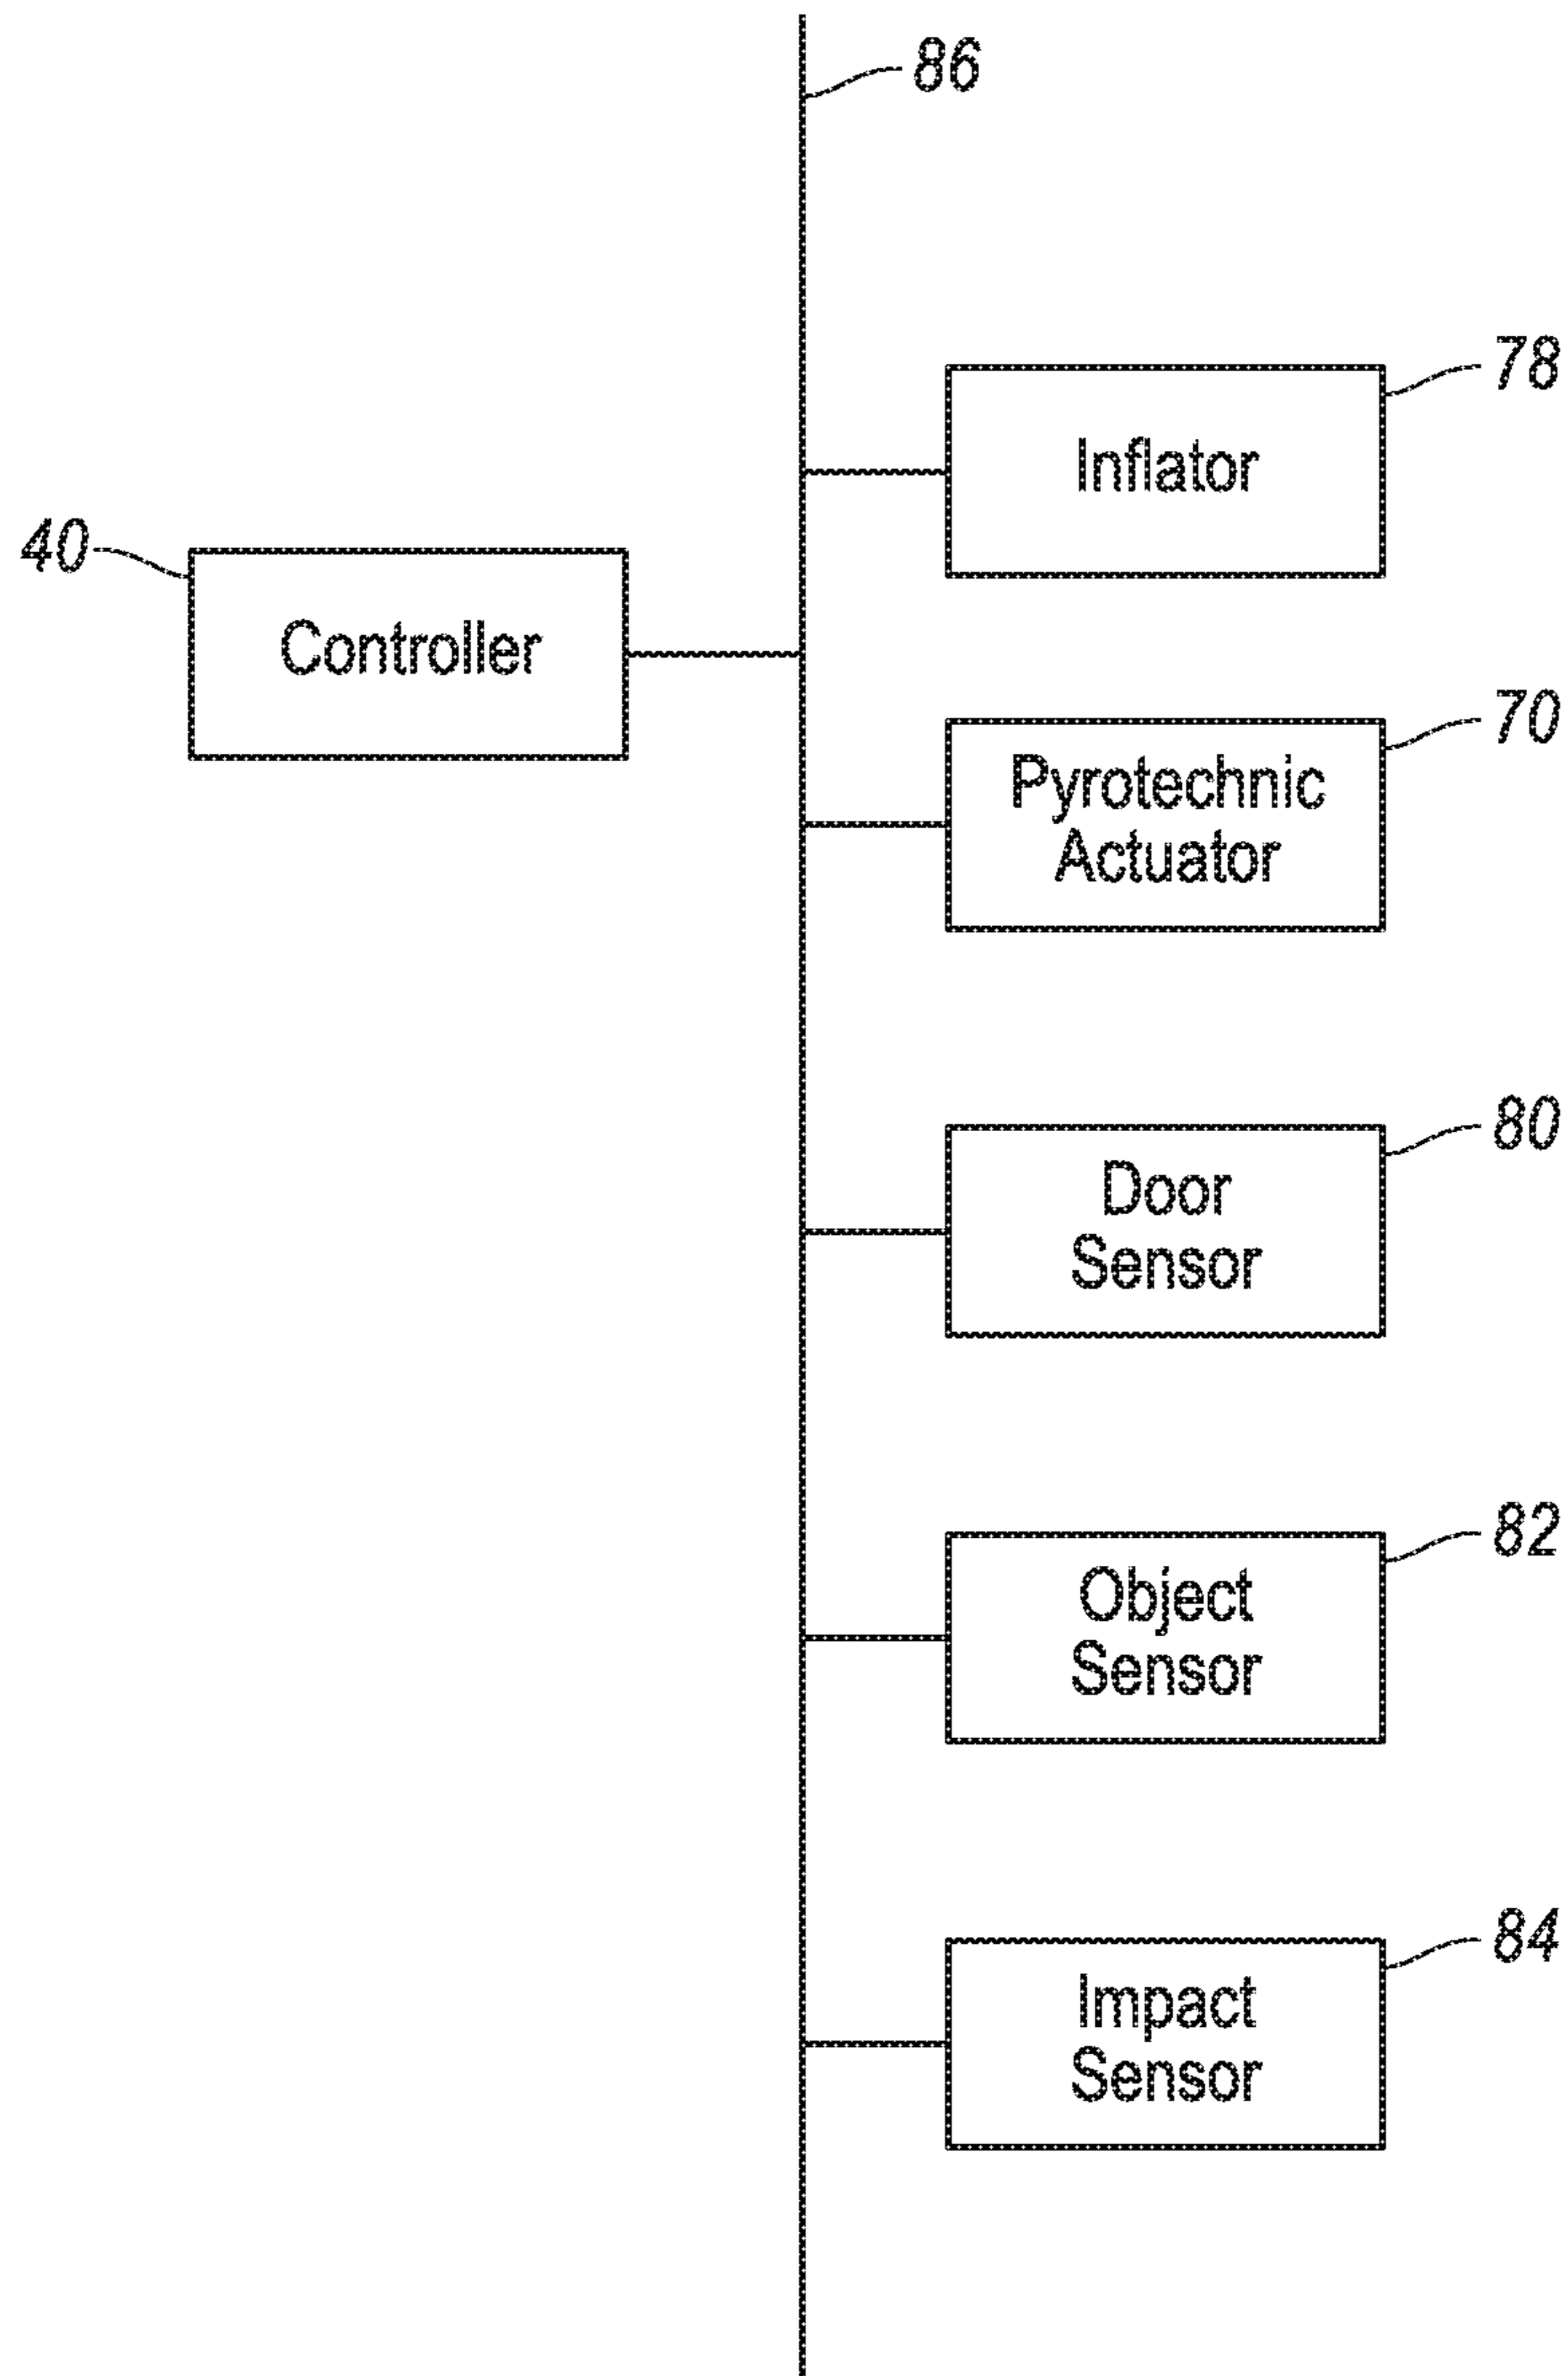 86
78
Inflator
40
Controller
70
Pyrotechnic
Actuator
80
Door
Sensor
82
Object
Sensor
84
Impact
Sensor